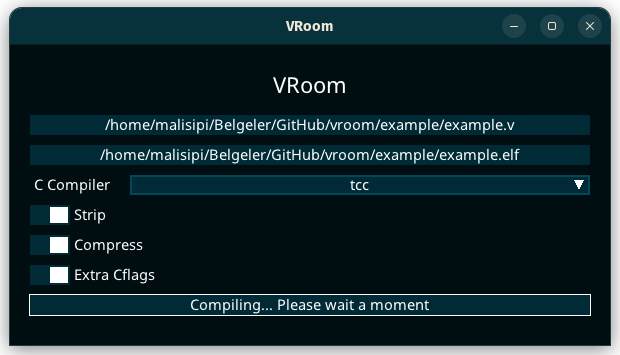 VRoom
VRoom
/home/malisipi/Belgeler/GitHub/vroom/example/example.v
/home/malisipi/Belgeler/GitHub/vroom/example/example.elf
C Compiler tcc
Strip
Compress
Extra Cflags
Compiling... Please wait a moment